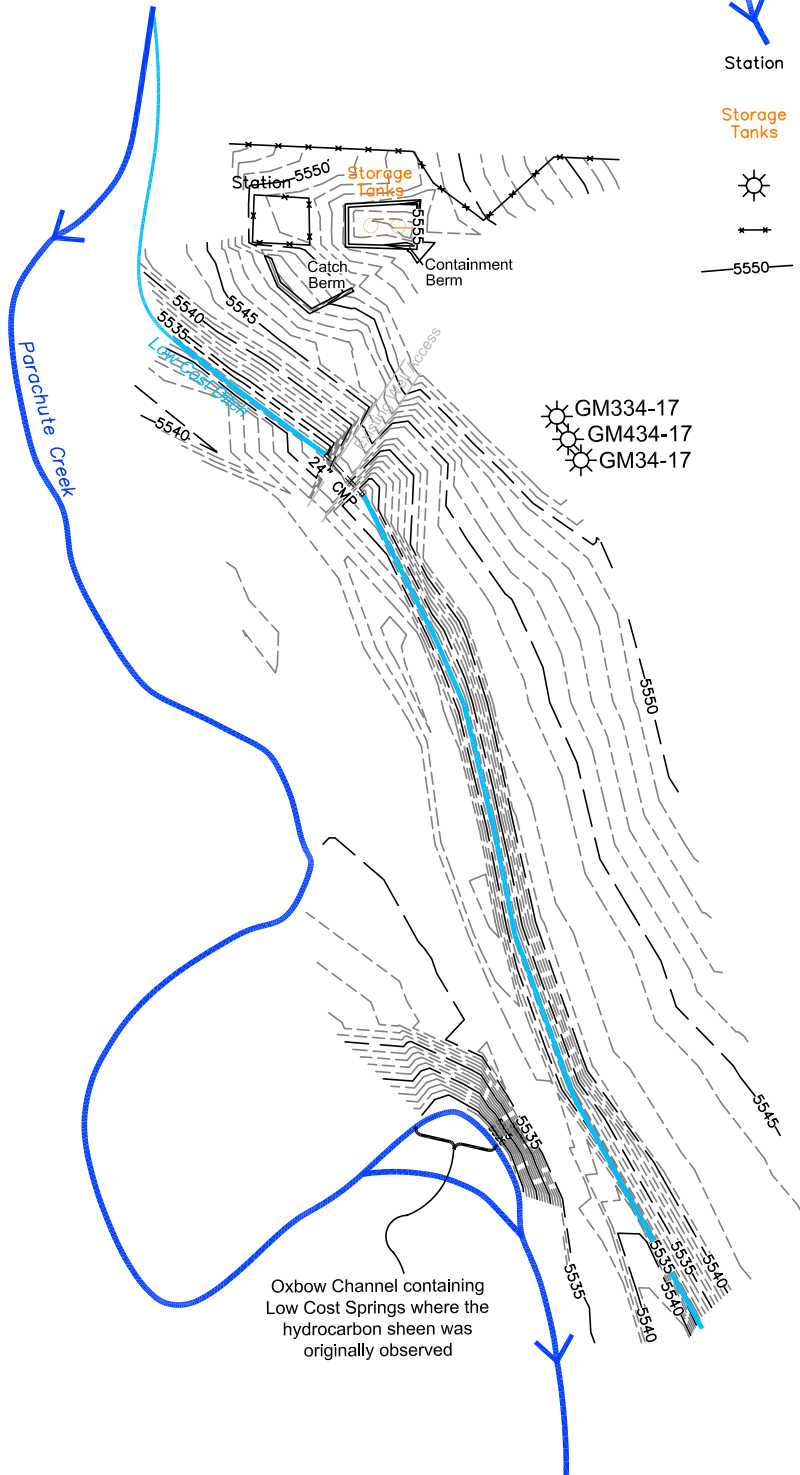 Station
Storage
Tanks
5550
5550
Station
Storage
Tanks
5555
Catch
Berm
Containment
Berm
5540
5545
5535
Low Cost Ditch
Parachute Creek
5540
24"
CMP
GM334-17
GM434-17
GM34-17
5550
5545
5535
5535
5535
5535
5540
5540
5540
Oxbow Channel containing
Low Cost Springs where the
hydrocarbon sheen was
originally observed